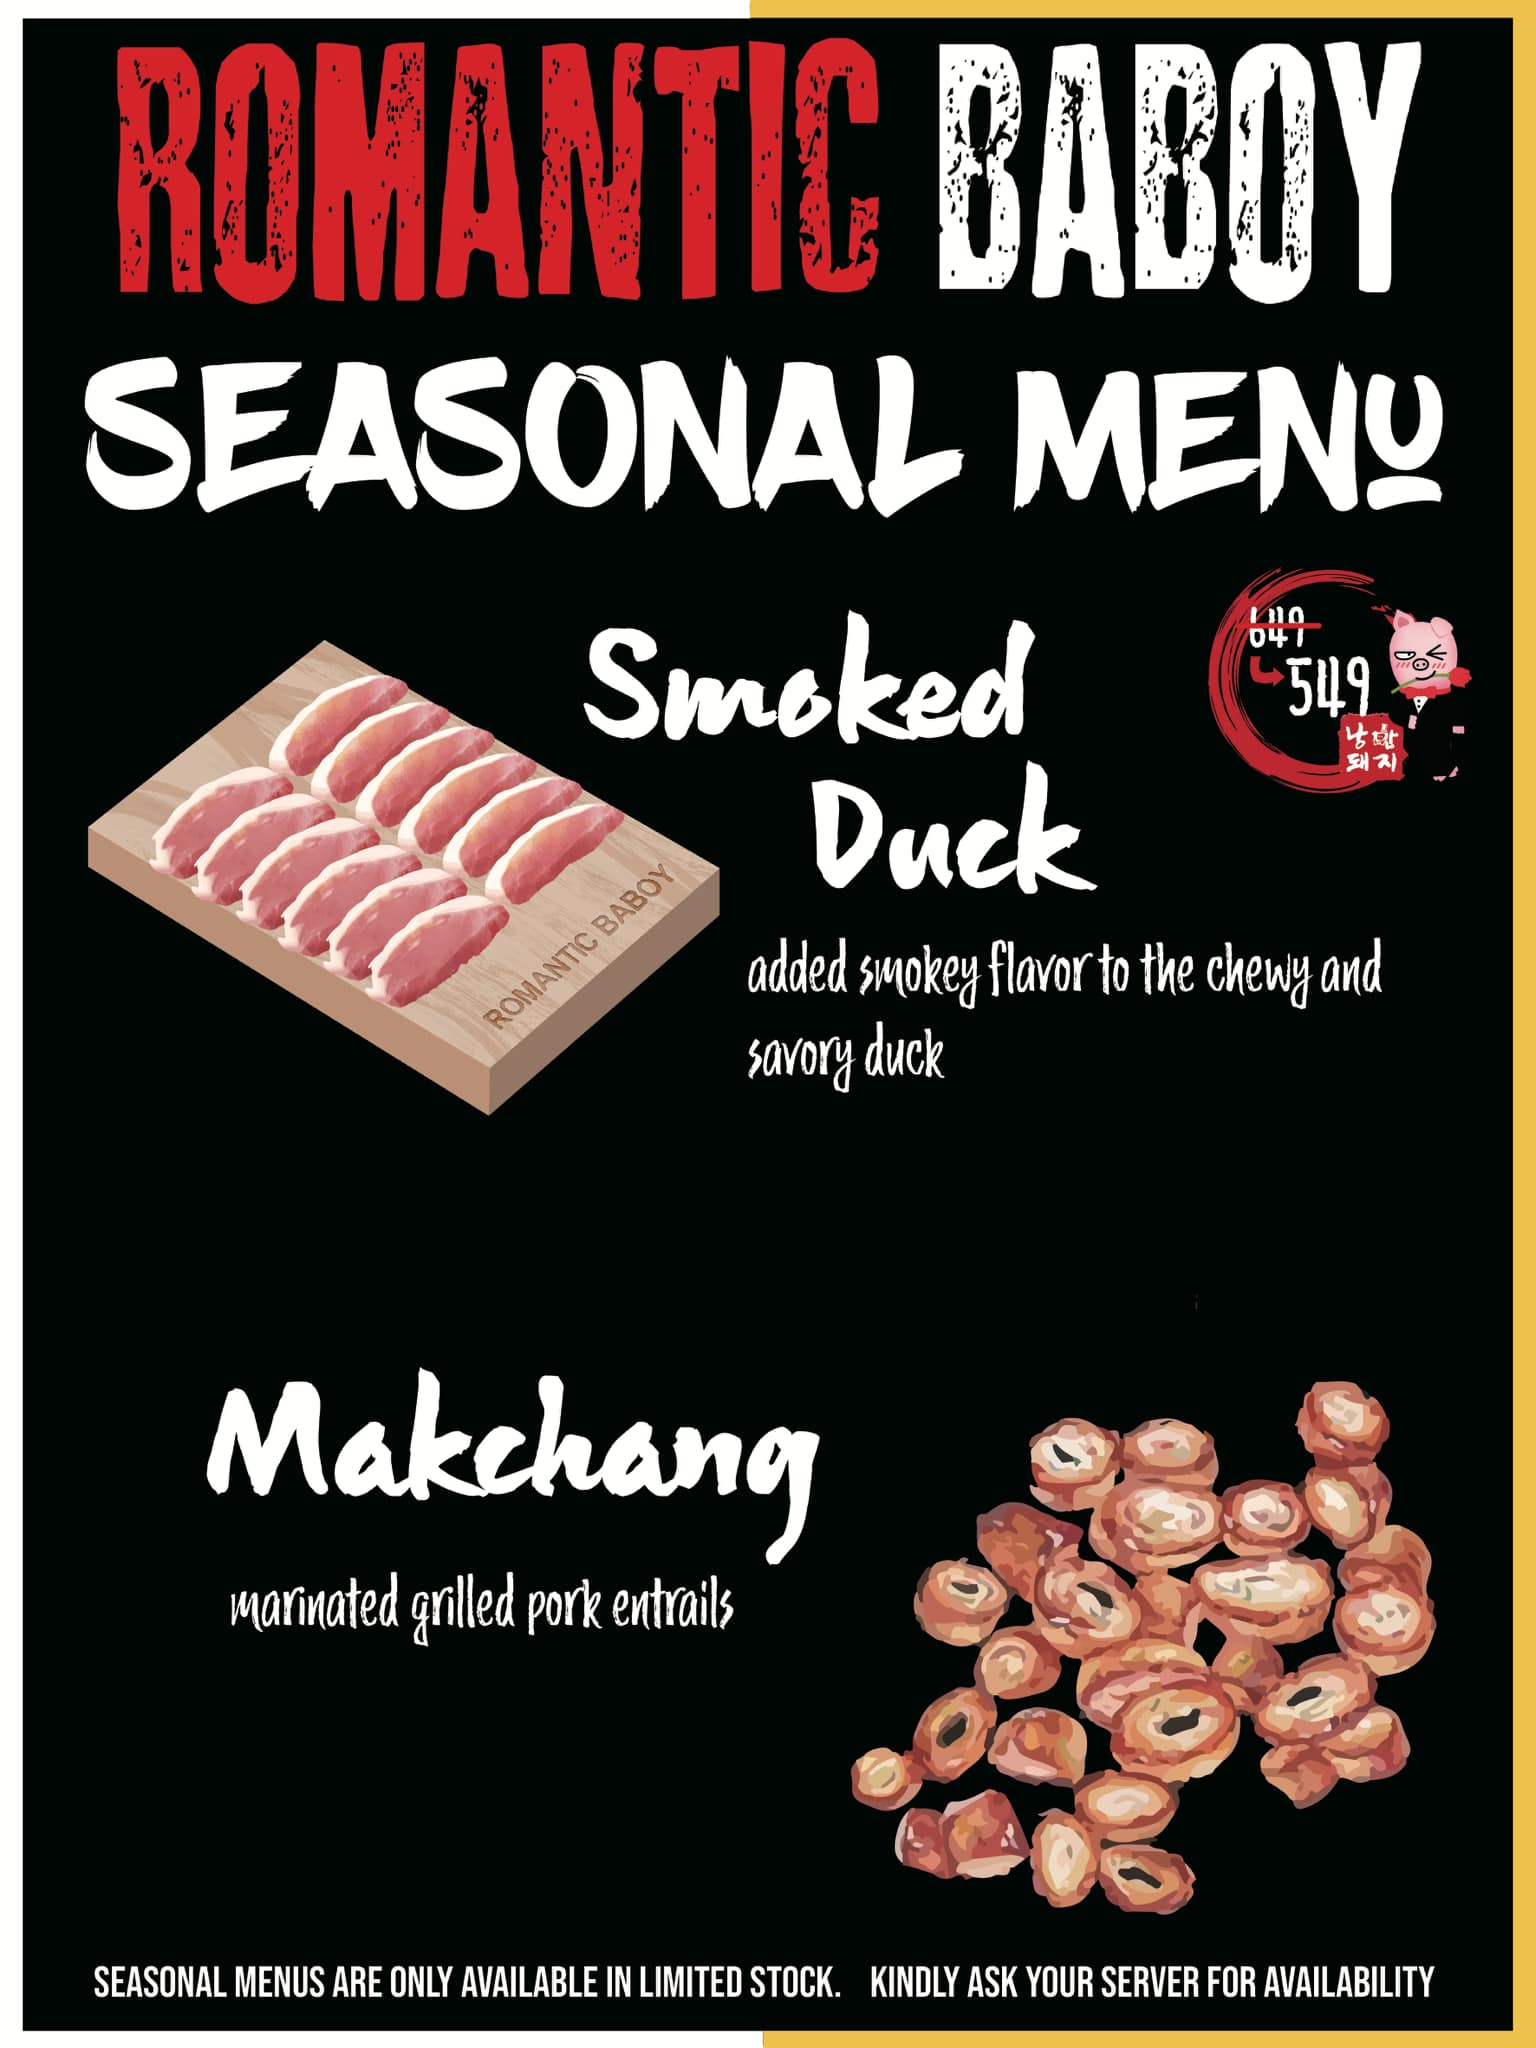 ROMANTIC BABOY
SEASONAL MENU
Smoked
Duck
649
549
낭만
돼지
added smokey flavor to the chewy and
savory duck
ROMANTIC BABOY
Makchang
marinated grilled pork entrails
SEASONAL MENUS ARE ONLY AVAILABLE IN LIMITED STOCK. KINDLY ASK YOUR SERVER FOR AVAILABILITY